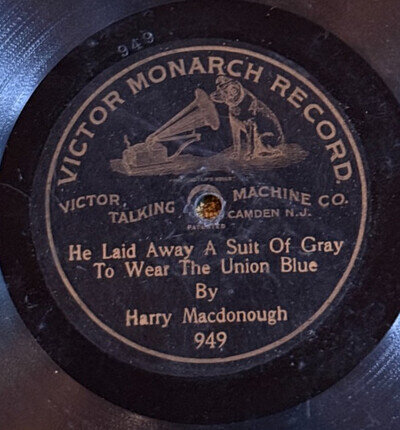 949
VICTOR MONARCH RECORD.
VICTOR TALKING MACHINE CO.
CAMDEN N.J.
PATENTED
He Laid Away A Suit Of Gray
To Wear The Union Blue
By
Harry Macdonough
949